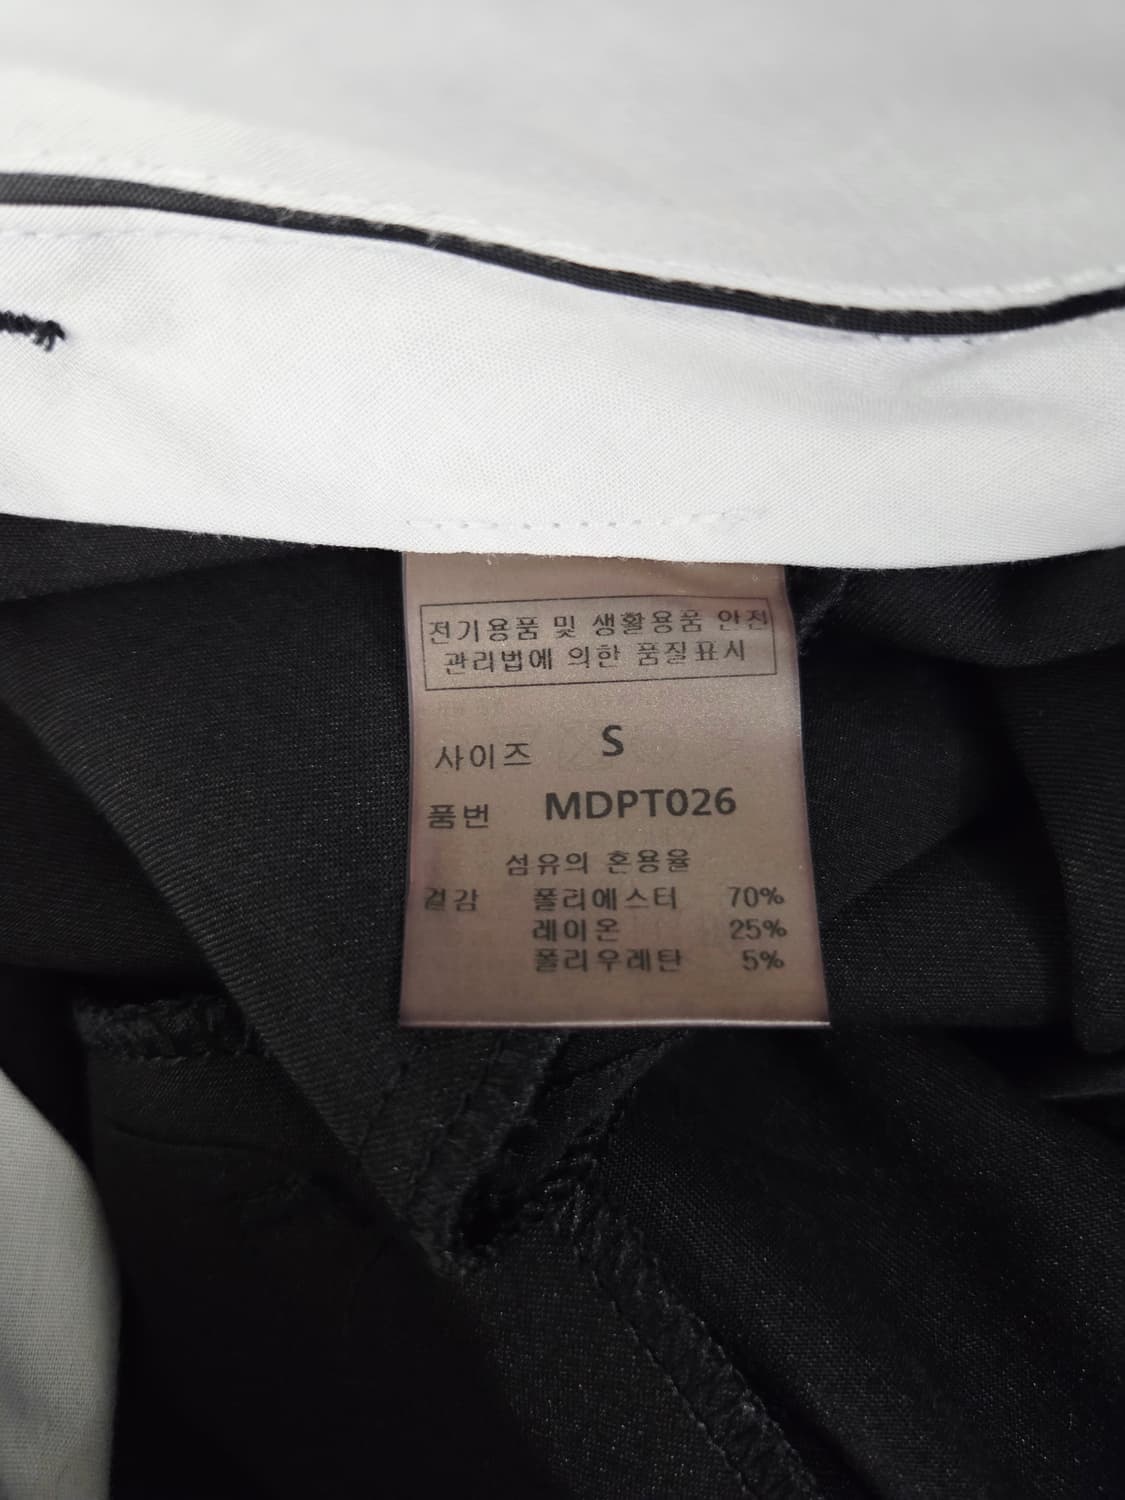 전기용품 및 생활용품 안전
관리법에 의한 품질표시
사이즈 S
품번 MDPT026
섬유의 혼용율
겉감 폴리에스터 70%
레이온 25%
폴리우레탄 5%